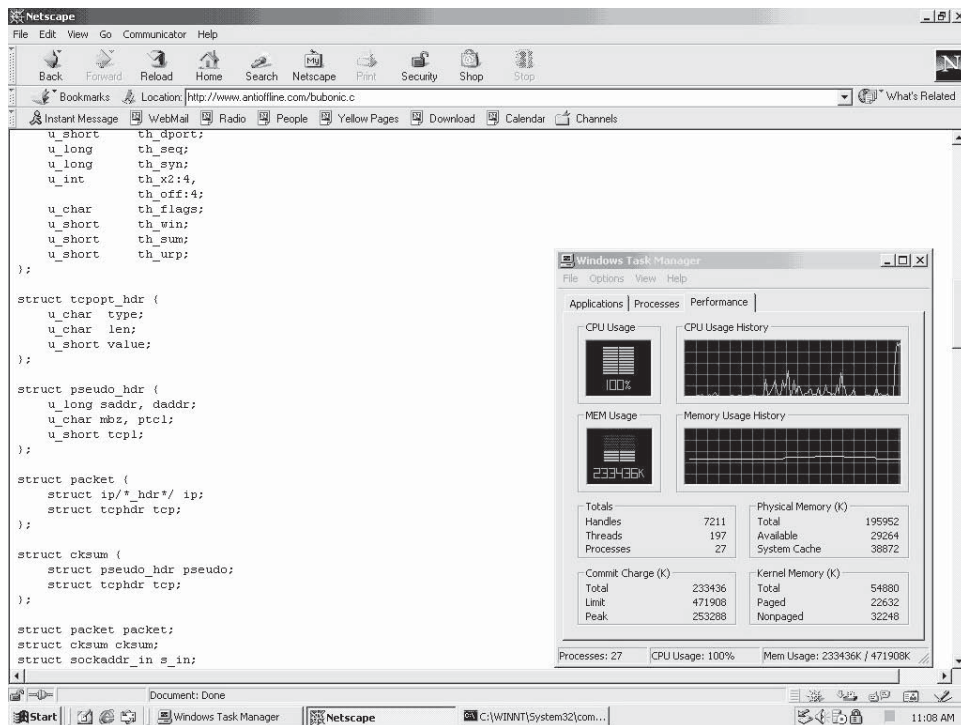 Netscape
File Edit View Go Communicator Help
Back Forward Reload Home Search Netscape Print Security Shop Stop
My
N
Bookmarks Location: http://www.antioffline.com/bubonic.c What's Related
Instant Message WebMail Radio People Yellow Pages Download Calendar Channels
u_short th_dport;
u_long th_seq;
u_long th_syn;
u_int th_x2:4,
th_off:4;
u_char th_flags;
u_short th_win;
u_short th_sum;
u_short th_urp;
};
struct tcpopt_hdr {
u_char type;
u_char len;
u_short value;
};
struct pseudo_hdr {
u_long saddr, daddr;
u_char mbz, ptcl;
u_short tcpl;
};
struct packet {
struct ip/*_hdr*/ ip;
struct tcphdr tcp;
};
struct cksum {
struct pseudo_hdr pseudo;
struct tcphdr tcp;
};
struct packet packet;
struct cksum cksum;
struct sockaddr_in s_in;
Windows Task Manager
File Options View Help
Applications Processes Performance
CPU Usage CPU Usage History
100%
MEM Usage Memory Usage History
233436K
Totals
Handles 7211
Threads 197
Processes 27
Physical Memory (K)
Total 195952
Available 29264
System Cache 38872
Commit Charge (K)
Total 233436
Limit 471908
Peak 253288
Kernel Memory (K)
Total 54880
Paged 22632
Nonpaged 32248
Processes: 27 CPU Usage: 100% Mem Usage: 233436K / 471908K
Document: Done
Start Windows Task Manager Netscape C:\WINNT\System32\com... 11:08 AM